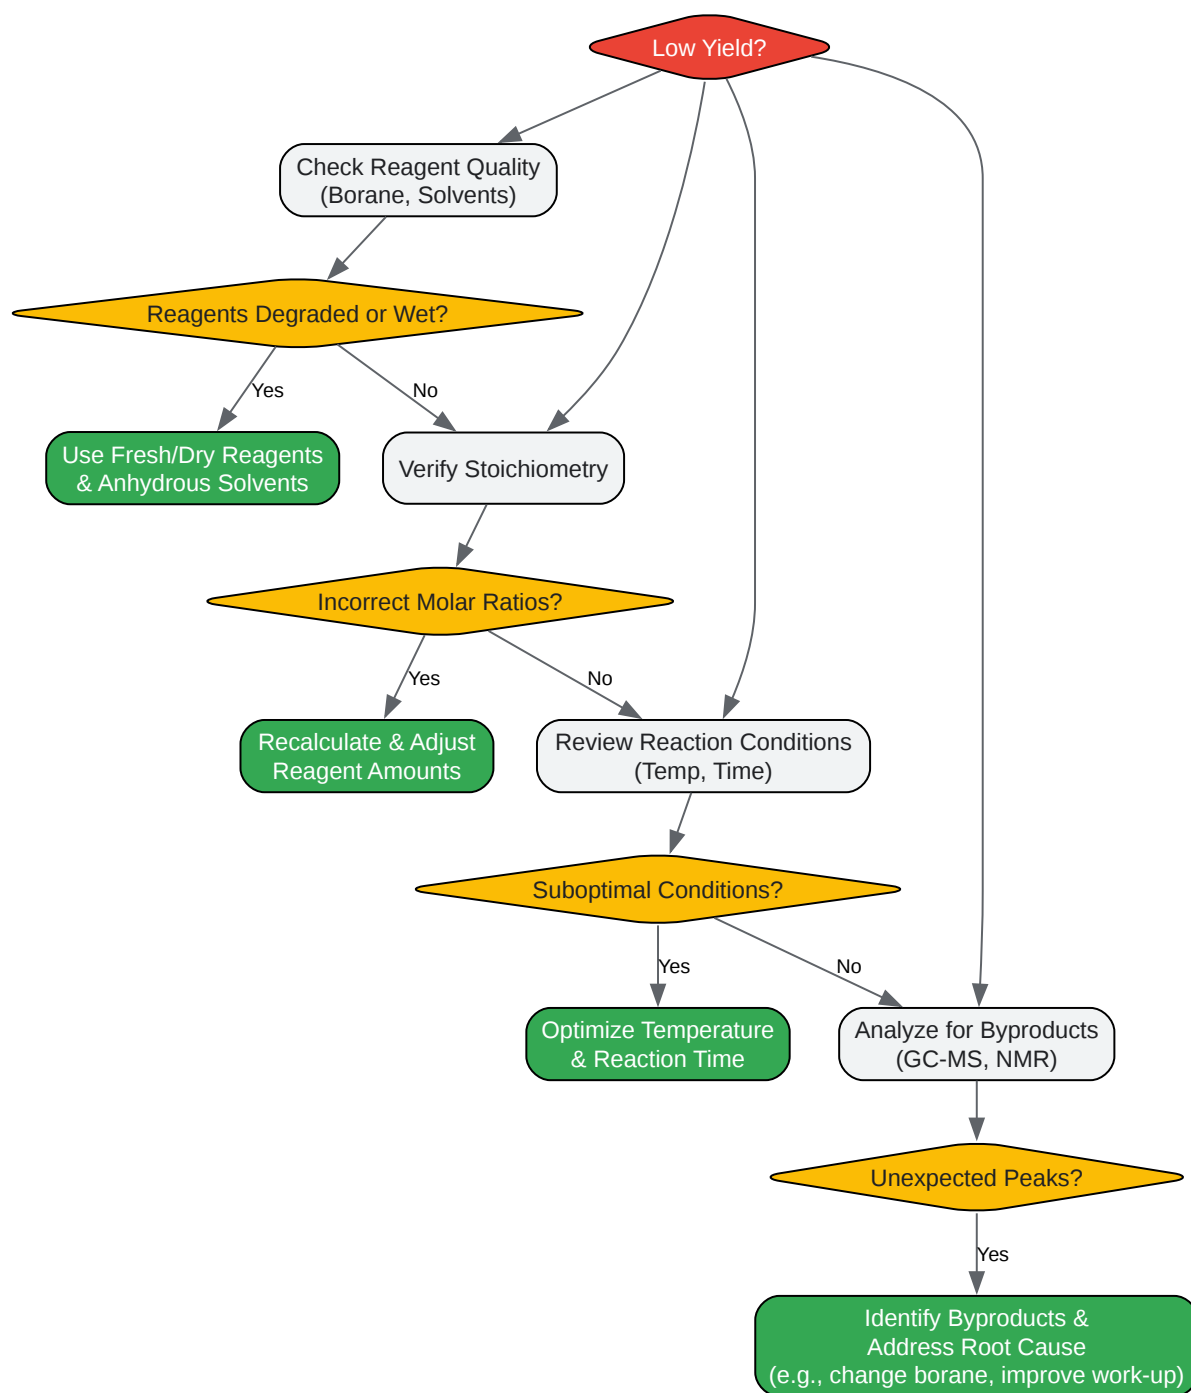 Low Yield?
Check Reagent Quality
(Borane, Solvents)
Reagents Degraded or Wet?
Yes
No
Use Fresh/Dry Reagents
& Anhydrous Solvents
Verify Stoichiometry
Incorrect Molar Ratios?
Yes
No
Recalculate & Adjust
Reagent Amounts
Review Reaction Conditions
(Temp, Time)
Suboptimal Conditions?
Yes
No
Optimize Temperature
& Reaction Time
Analyze for Byproducts
(GC-MS, NMR)
Unexpected Peaks?
Yes
Identify Byproducts &
Address Root Cause
(e.g., change borane, improve work-up)